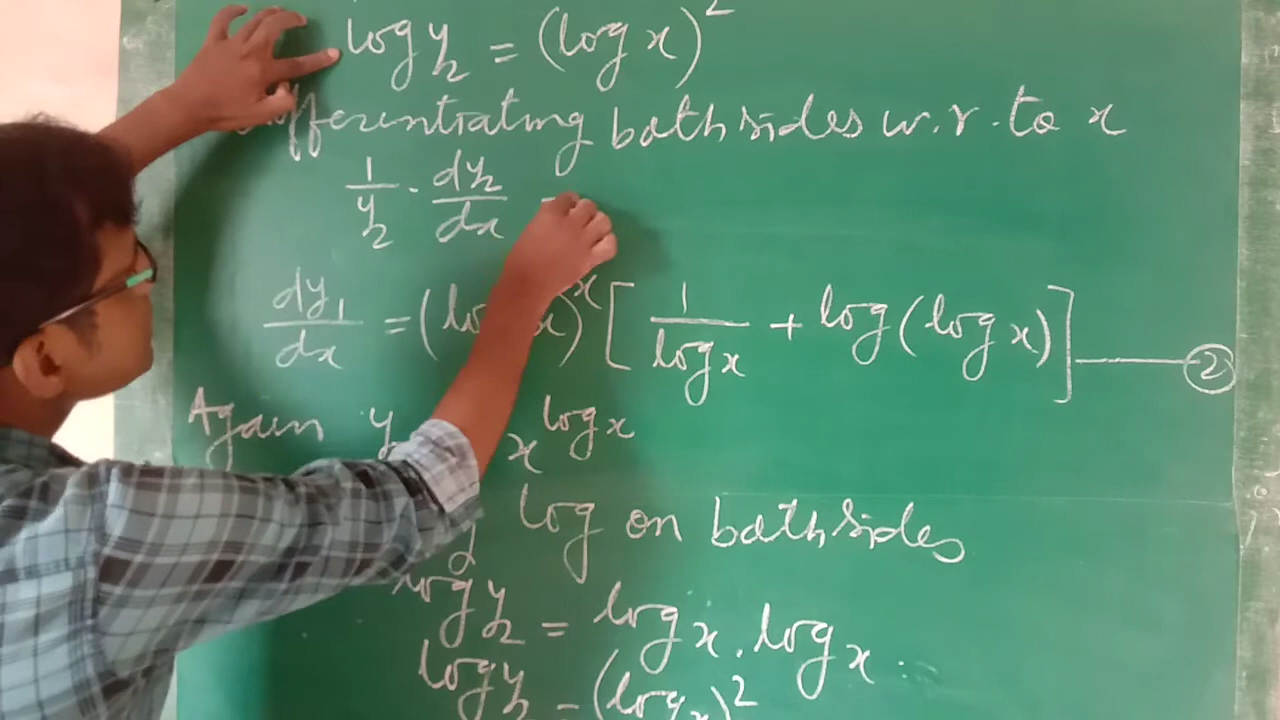 log y₂ = (log x)²
differentiating both sides w.r. to x
1/y₂ · dy₂/dx
dy₁/dx = (log x)ˣ [ 1/log x + log(log x) ] —— ②
Again y x^log x
log on both sides
log y₂ = log x . log x
log y₂ = (log x)²